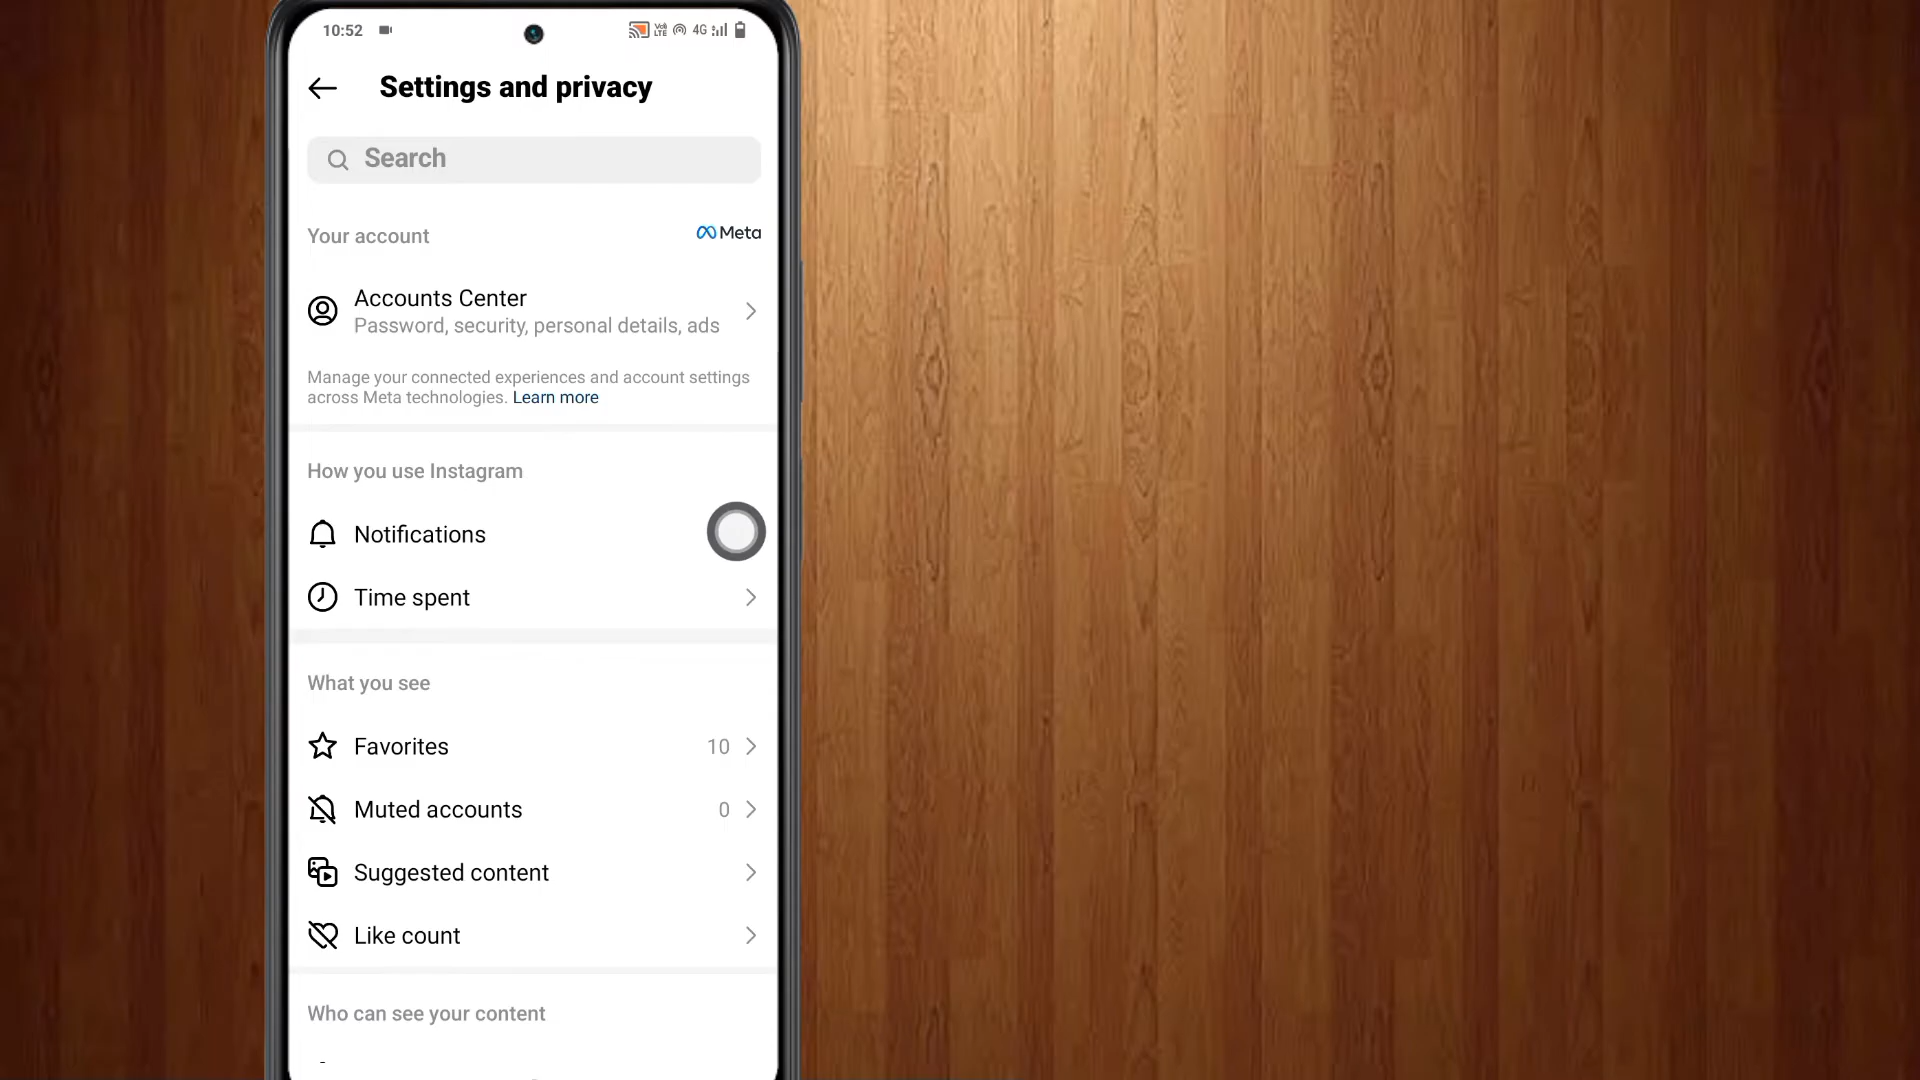 10:52
4G
Settings and privacy
Search
Your account
Meta
Accounts Center
Password, security, personal details, ads
Manage your connected experiences and account settings
across Meta technologies. Learn more
How you use Instagram
Notifications
Time spent
What you see
Favorites 10
Muted accounts 0
Suggested content
Like count
Who can see your content